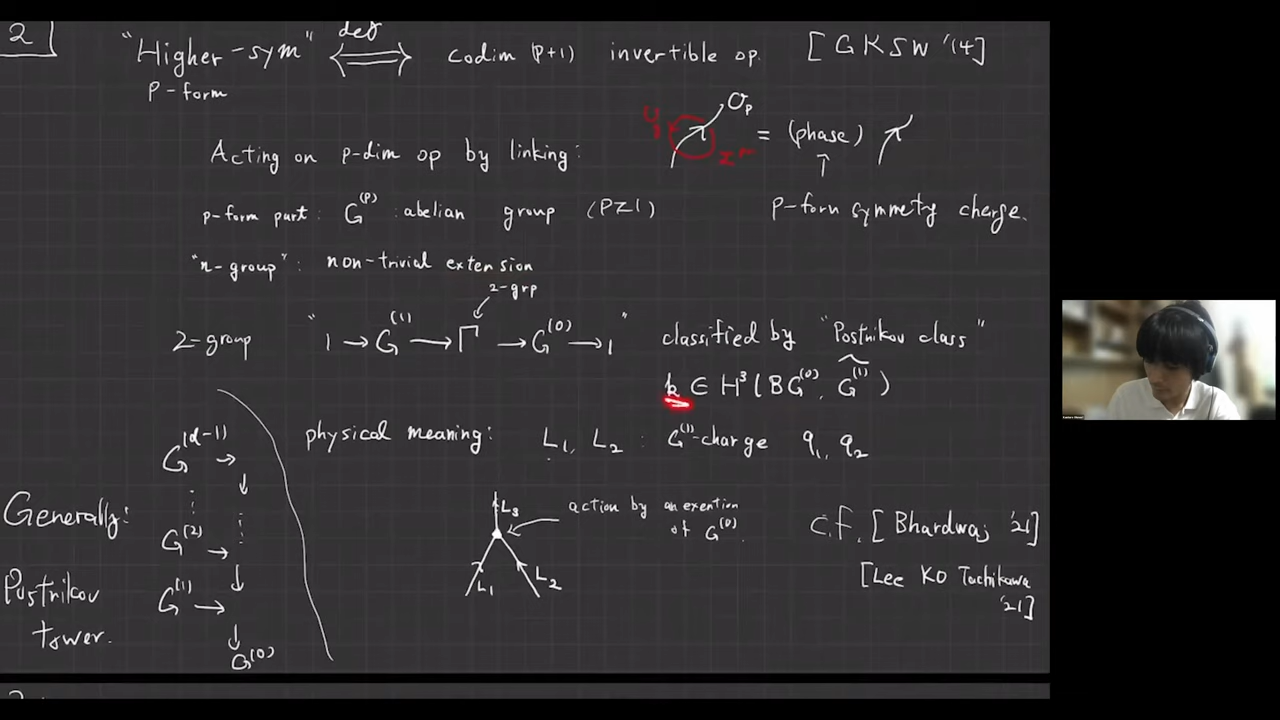 2
"Higher-sym" ⟺ def codim (p+1) invertible op. [GKSW '14]
p-form
O_p
= (phase)
Acting on p-dim op by linking:
↑
p-form part: G^(p): abelian group (p≥1) p-form symmetry charge.
"n-group": non-trivial extension
2-grp
2-group "1 → G^(1) → Γ → G^(0) → 1" classified by "Postnikov class"
k ∈ H³(BG^(0), G^(1))
physical meaning: L₁, L₂ : G^(1)-charge q₁, q₂
G^(d-1) →
L₃ action by an exention
of G^(0).
c.f. [Bhardwaj '21]
Generally:
G^(2) →
L₁ L₂
[Lee KO Tachikawa
'21]
G^(1) →
Postnikov
tower.
G^(0)